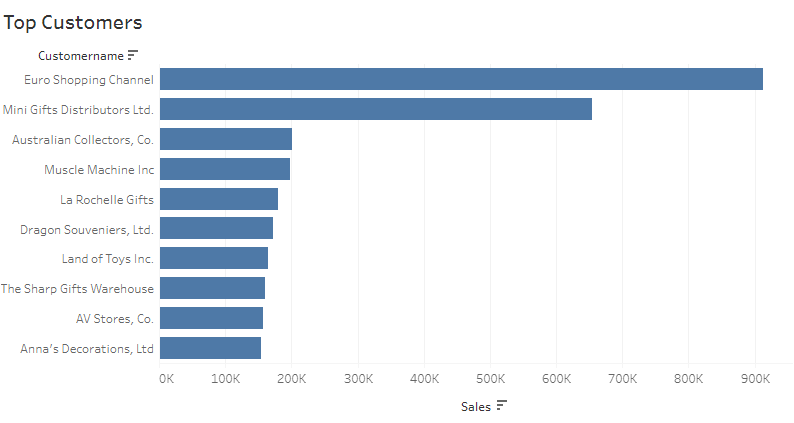 Top Customers
Customername
Euro Shopping Channel
Mini Gifts Distributors Ltd.
Australian Collectors, Co.
Muscle Machine Inc
La Rochelle Gifts
Dragon Souveniers, Ltd.
Land of Toys Inc.
The Sharp Gifts Warehouse
AV Stores, Co.
Anna's Decorations, Ltd
0K 100K 200K 300K 400K 500K 600K 700K 800K 900K
Sales